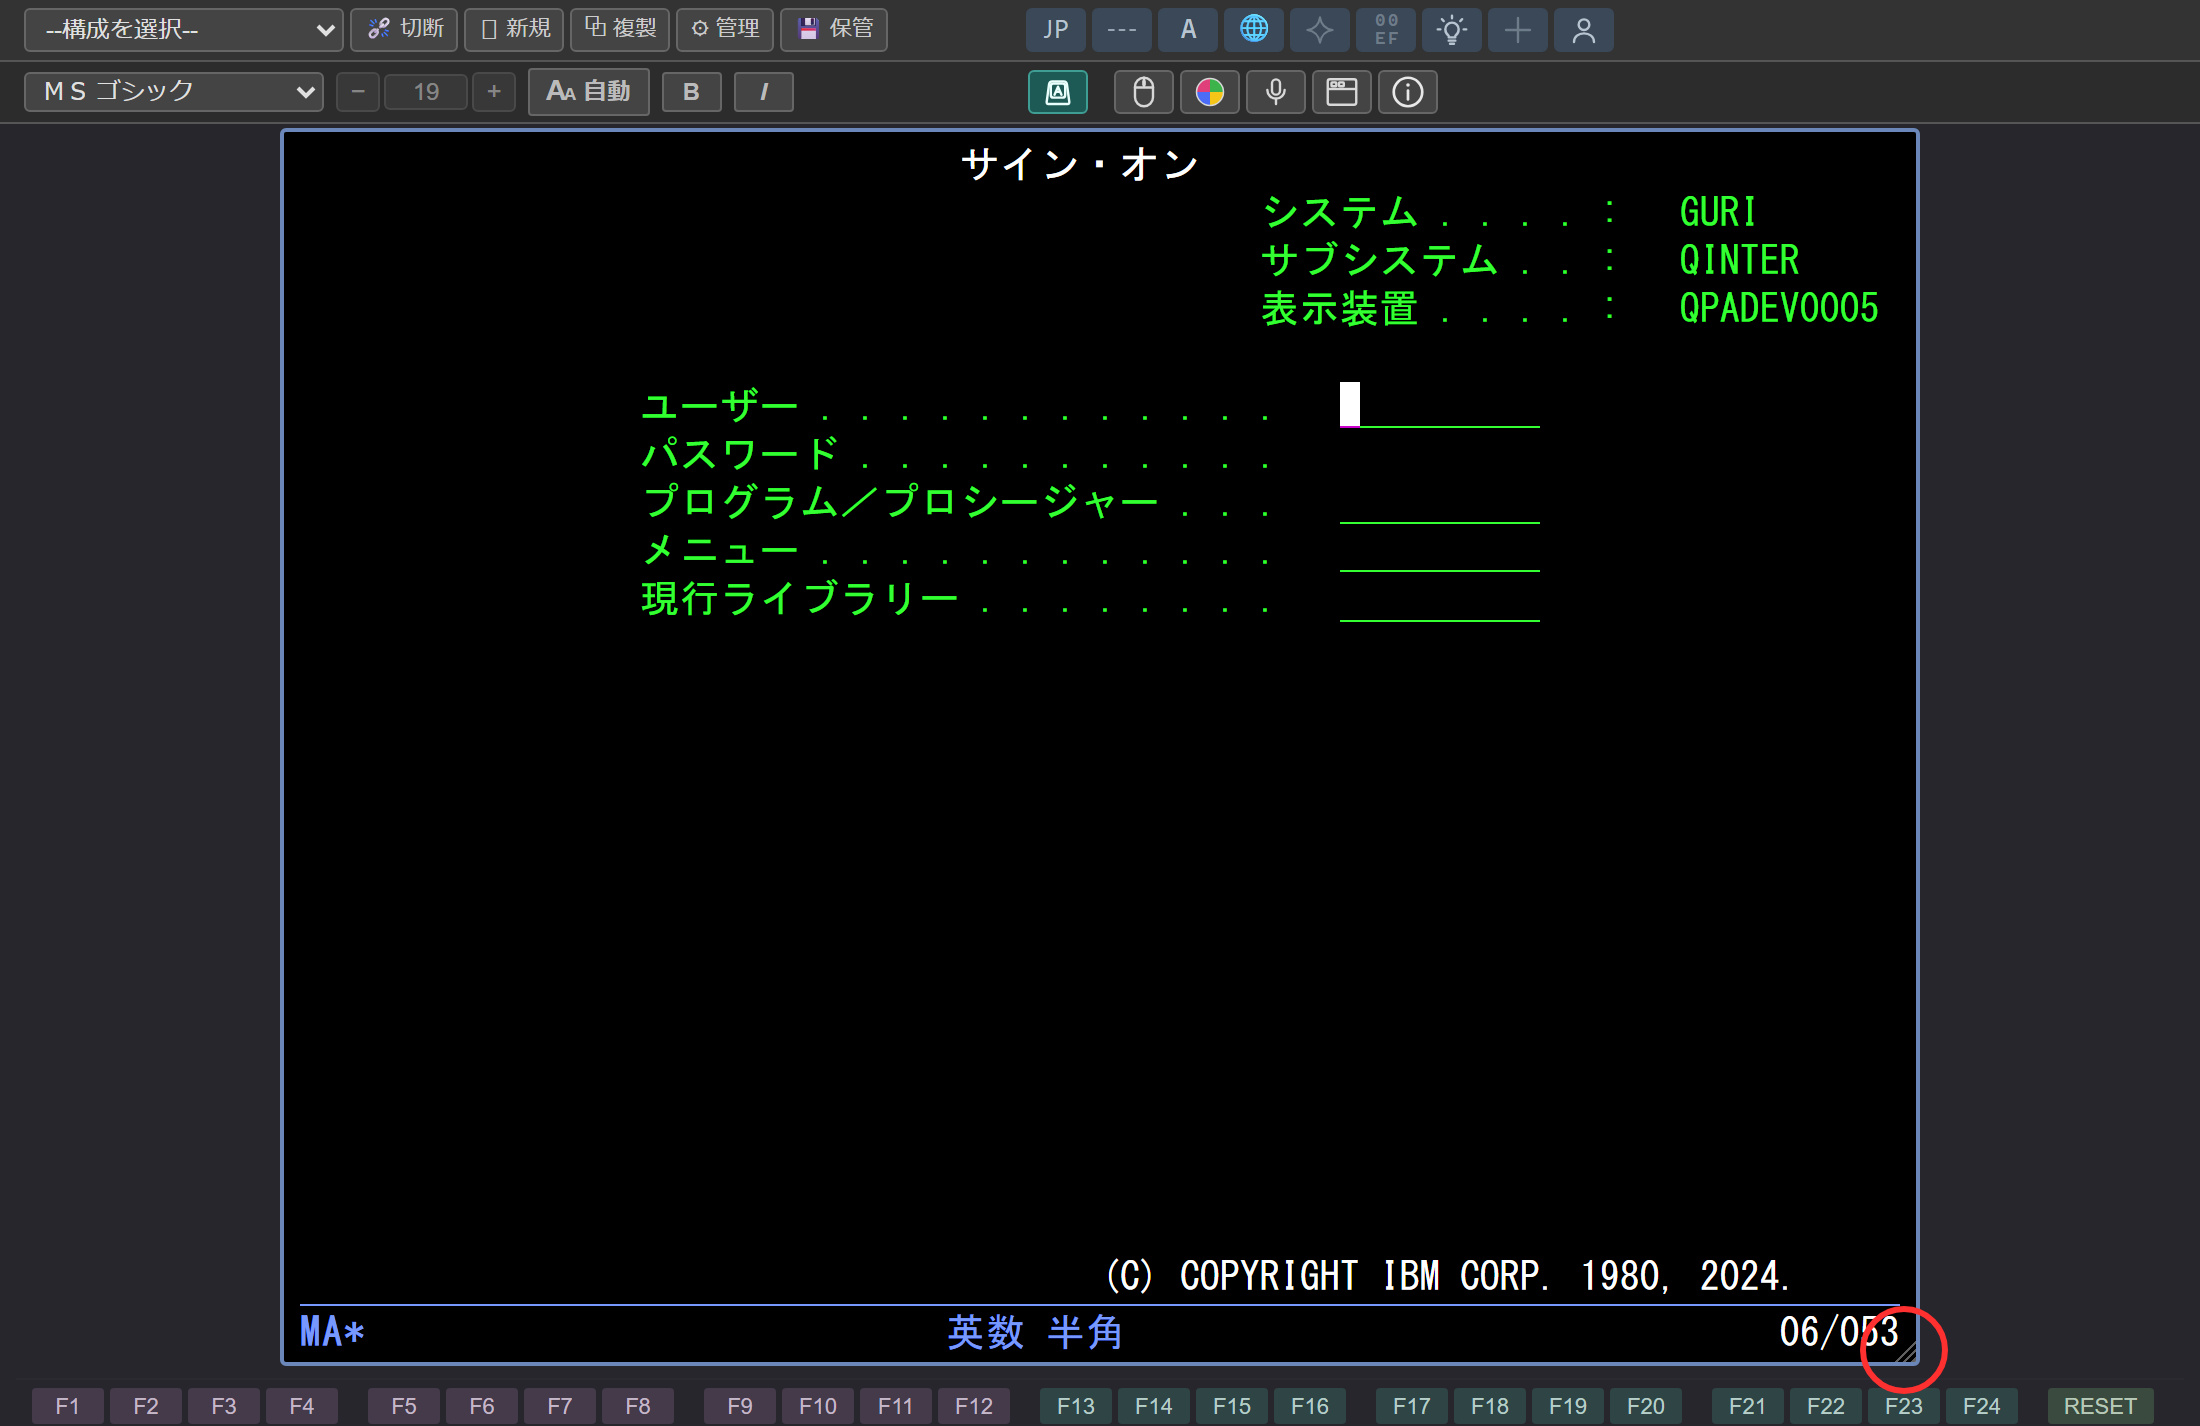 --構成を選択-- 切断 新規 複製 管理 保管 JP --- A 00 EF
ＭＳ ゴシック − 19 + AA 自動 B I A
サイン・オン
システム . . . . : GURI
サブシステム . . : QINTER
表示装置 . . . . : QPADEV0005
ユーザー . . . . . . . . . . . .
パスワード . . . . . . . . . . .
プログラム／プロシージャー . . .
メニュー . . . . . . . . . . . .
現行ライブラリー . . . . . . . .
(C) COPYRIGHT IBM CORP. 1980, 2024.
MA* 英数 半角 06/053
F1 F2 F3 F4 F5 F6 F7 F8 F9 F10 F11 F12 F13 F14 F15 F16 F17 F18 F19 F20 F21 F22 F23 F24 RESET